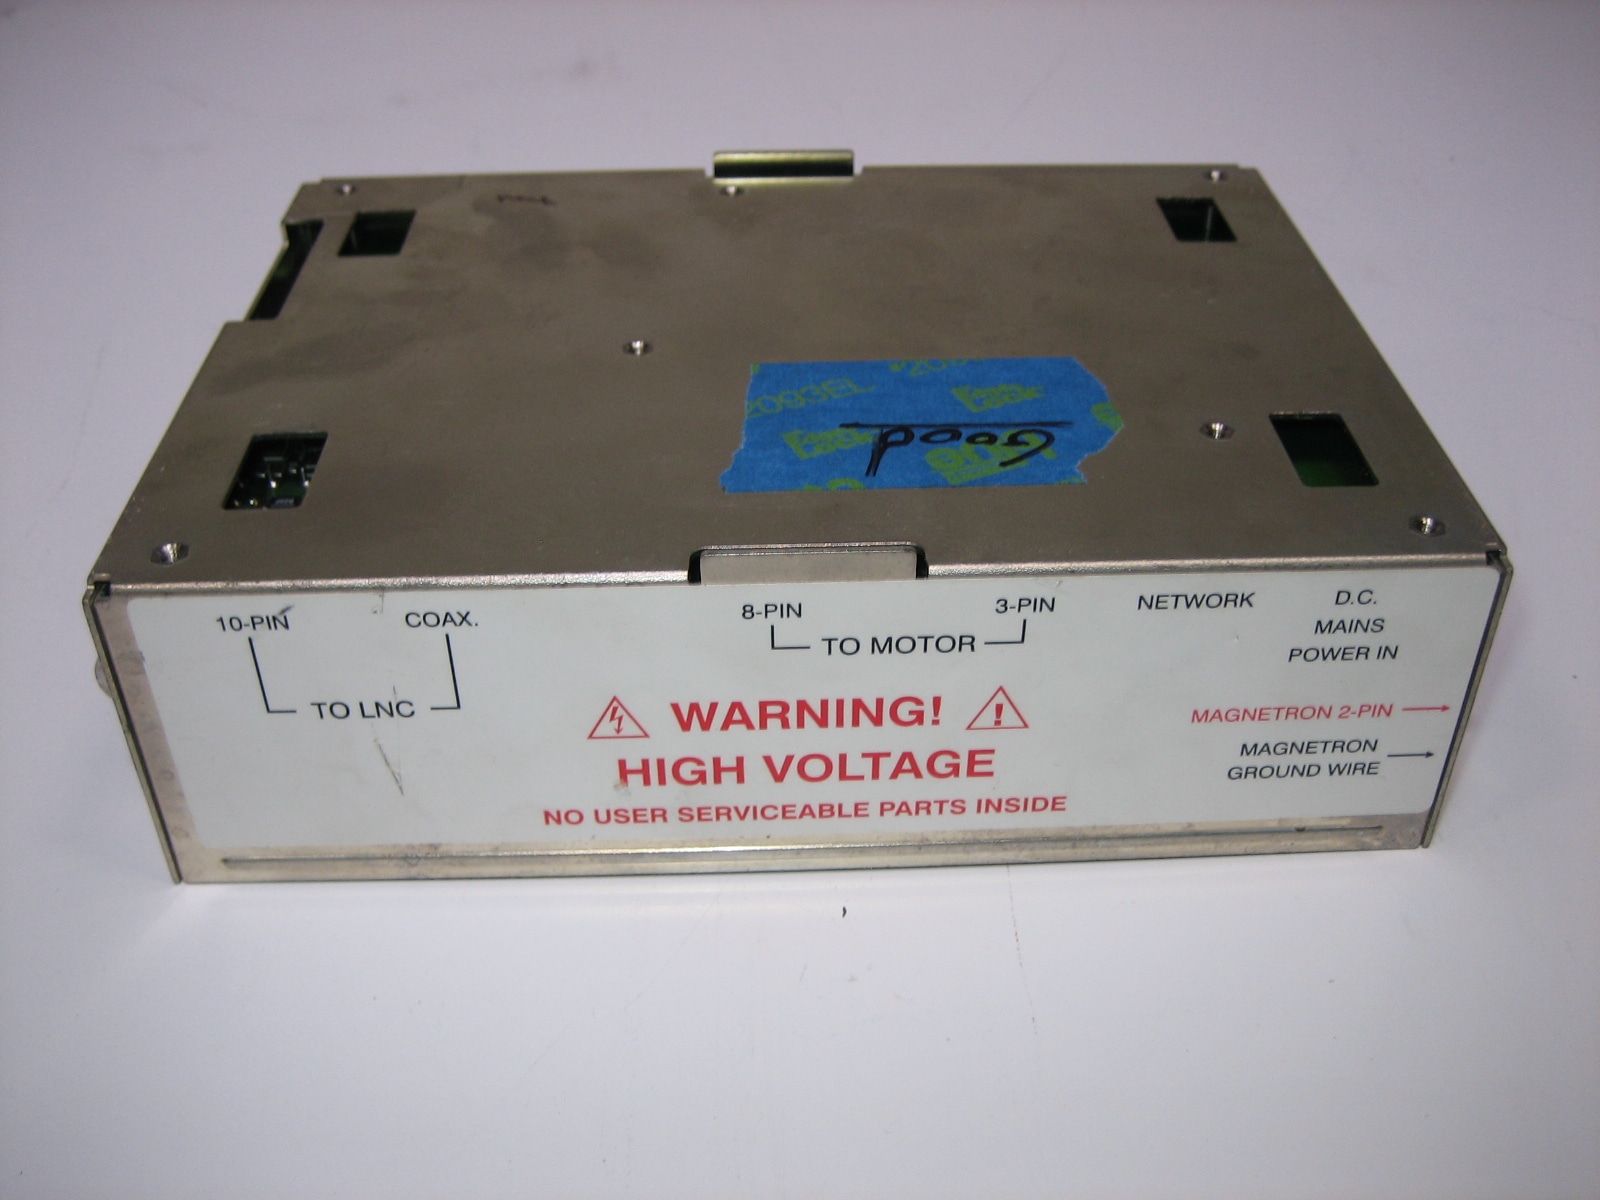 2093EL
Good
10-PIN
COAX.
TO LNC
8-PIN
3-PIN
TO MOTOR
NETWORK
D.C.
MAINS
POWER IN
WARNING!
HIGH VOLTAGE
NO USER SERVICEABLE PARTS INSIDE
MAGNETRON 2-PIN
MAGNETRON
GROUND WIRE